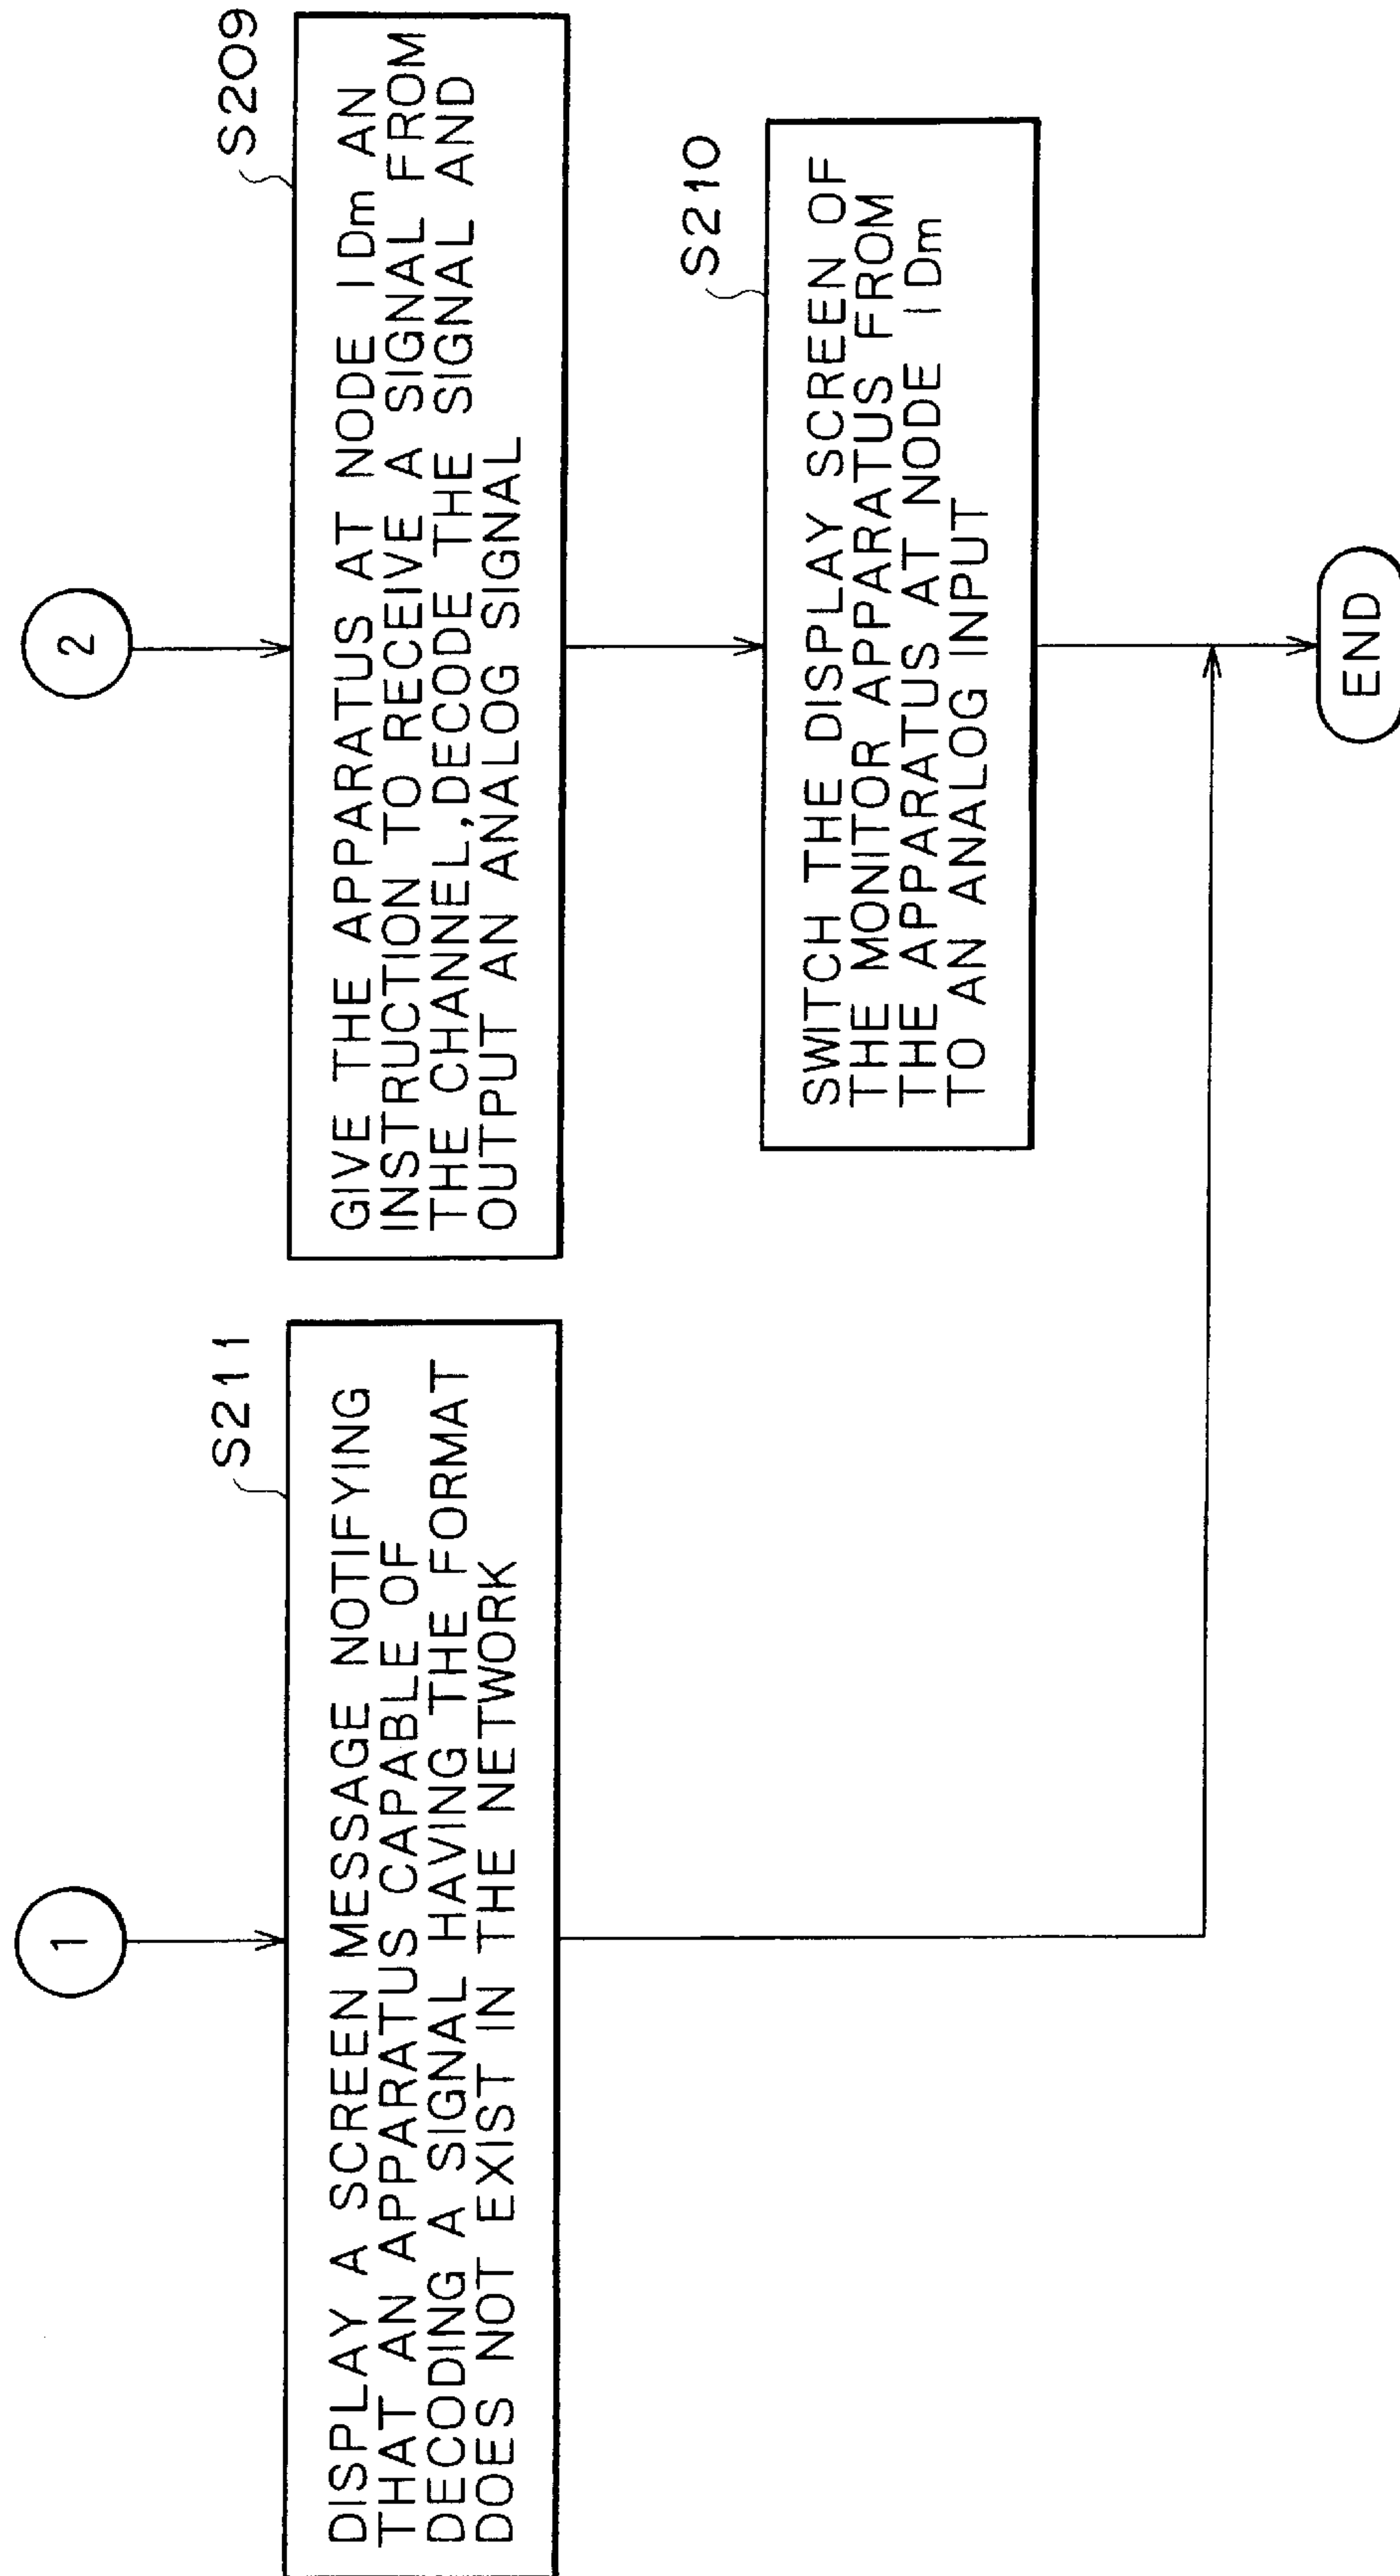 1
S211
DISPLAY A SCREEN MESSAGE NOTIFYING
THAT AN APPARATUS CAPABLE OF
DECODING A SIGNAL HAVING THE FORMAT
DOES NOT EXIST IN THE NETWORK
2
S209
GIVE THE APPARATUS AT NODE IDm AN
INSTRUCTION TO RECEIVE A SIGNAL FROM
THE CHANNEL,DECODE THE SIGNAL AND
OUTPUT AN ANALOG SIGNAL
S210
SWITCH THE DISPLAY SCREEN OF
THE MONITOR APPARATUS FROM
THE APPARATUS AT NODE IDm
TO AN ANALOG INPUT
END